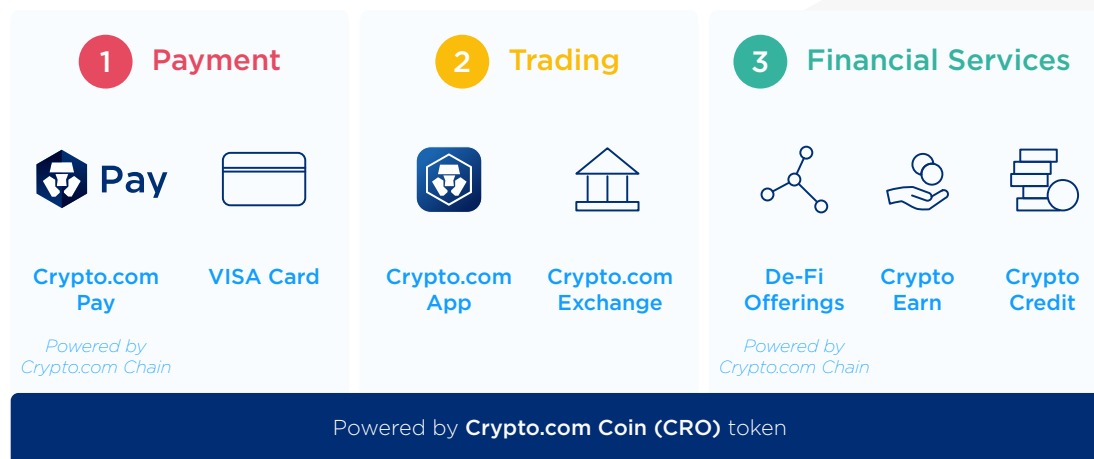 1 Payment
Pay
Crypto.com
Pay
VISA Card
Powered by
Crypto.com Chain
2 Trading
Crypto.com
App
Crypto.com
Exchange
3 Financial Services
De-Fi
Offerings
Crypto
Earn
Crypto
Credit
Powered by
Crypto.com Chain
Powered by Crypto.com Coin (CRO) token